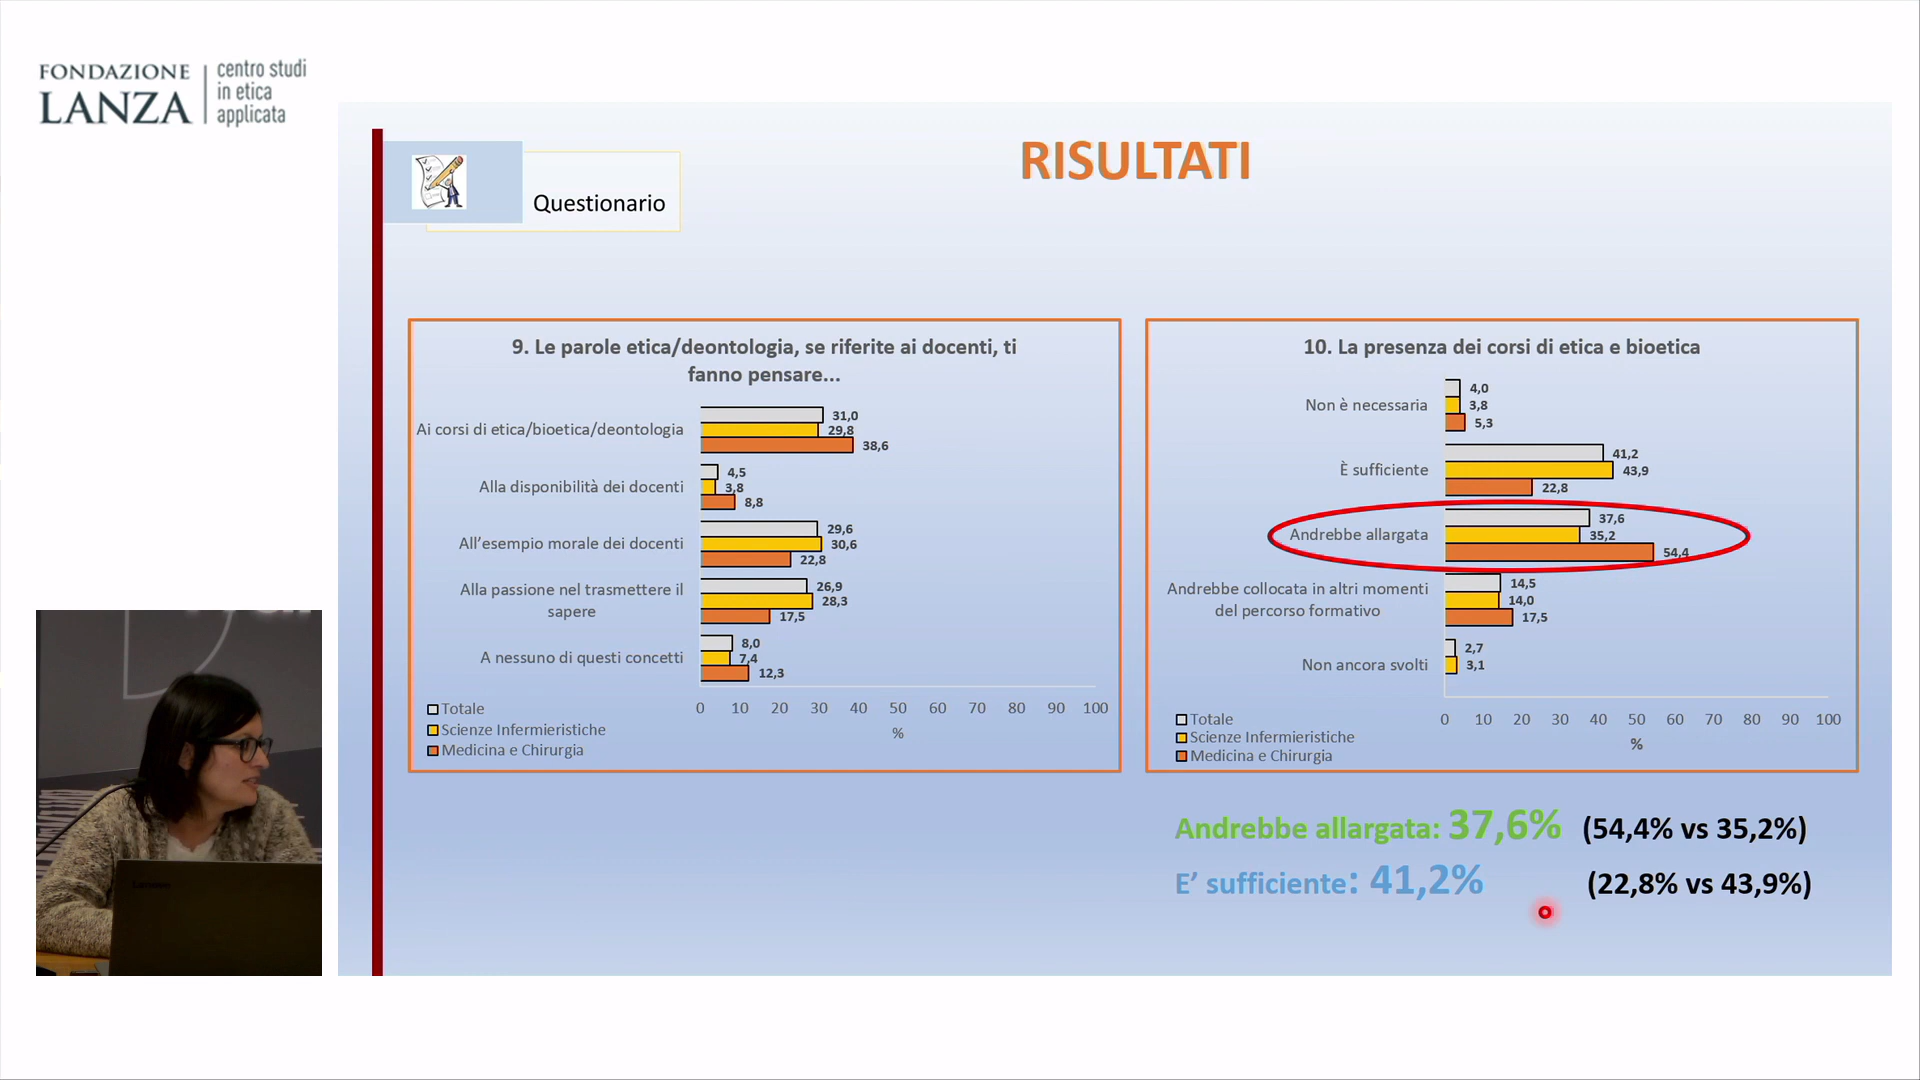 FONDAZIONE
LANZA
centro studi
in etica
applicata
RISULTATI
Questionario
9. Le parole etica/deontologia, se riferite ai docenti, ti
fanno pensare...
Ai corsi di etica/bioetica/deontologia
31,0
29,8
38,6
Alla disponibilità dei docenti
4,5
3,8
8,8
All'esempio morale dei docenti
29,6
30,6
22,8
Alla passione nel trasmettere il
sapere
26,9
28,3
17,5
A nessuno di questi concetti
8,0
7,4
12,3
0 10 20 30 40 50 60 70 80 90 100
%
Totale
Scienze Infermieristiche
Medicina e Chirurgia
10. La presenza dei corsi di etica e bioetica
Non è necessaria
4,0
3,8
5,3
È sufficiente
41,2
43,9
22,8
Andrebbe allargata
37,6
35,2
54,4
Andrebbe collocata in altri momenti
del percorso formativo
14,5
14,0
17,5
Non ancora svolti
2,7
3,1
0 10 20 30 40 50 60 70 80 90 100
%
Totale
Scienze Infermieristiche
Medicina e Chirurgia
Andrebbe allargata: 37,6% (54,4% vs 35,2%)
E' sufficiente: 41,2% (22,8% vs 43,9%)